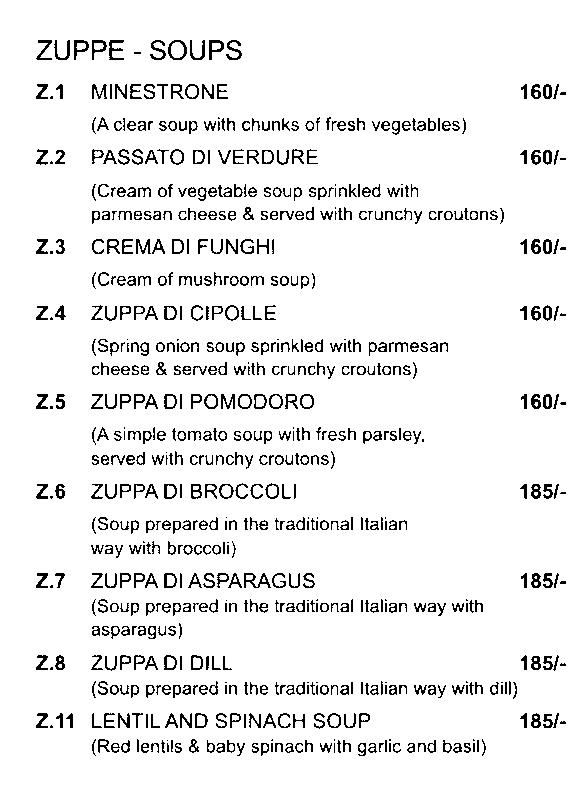 ZUPPE - SOUPS
Z.1 MINESTRONE 160/-
(A clear soup with chunks of fresh vegetables)
Z.2 PASSATO DI VERDURE 160/-
(Cream of vegetable soup sprinkled with
parmesan cheese & served with crunchy croutons)
Z.3 CREMA DI FUNGHI 160/-
(Cream of mushroom soup)
Z.4 ZUPPA DI CIPOLLE 160/-
(Spring onion soup sprinkled with parmesan
cheese & served with crunchy croutons)
Z.5 ZUPPA DI POMODORO 160/-
(A simple tomato soup with fresh parsley,
served with crunchy croutons)
Z.6 ZUPPA DI BROCCOLI 185/-
(Soup prepared in the traditional Italian
way with broccoli)
Z.7 ZUPPA DI ASPARAGUS 185/-
(Soup prepared in the traditional Italian way with
asparagus)
Z.8 ZUPPA DI DILL 185/-
(Soup prepared in the traditional Italian way with dill)
Z.11 LENTIL AND SPINACH SOUP 185/-
(Red lentils & baby spinach with garlic and basil)